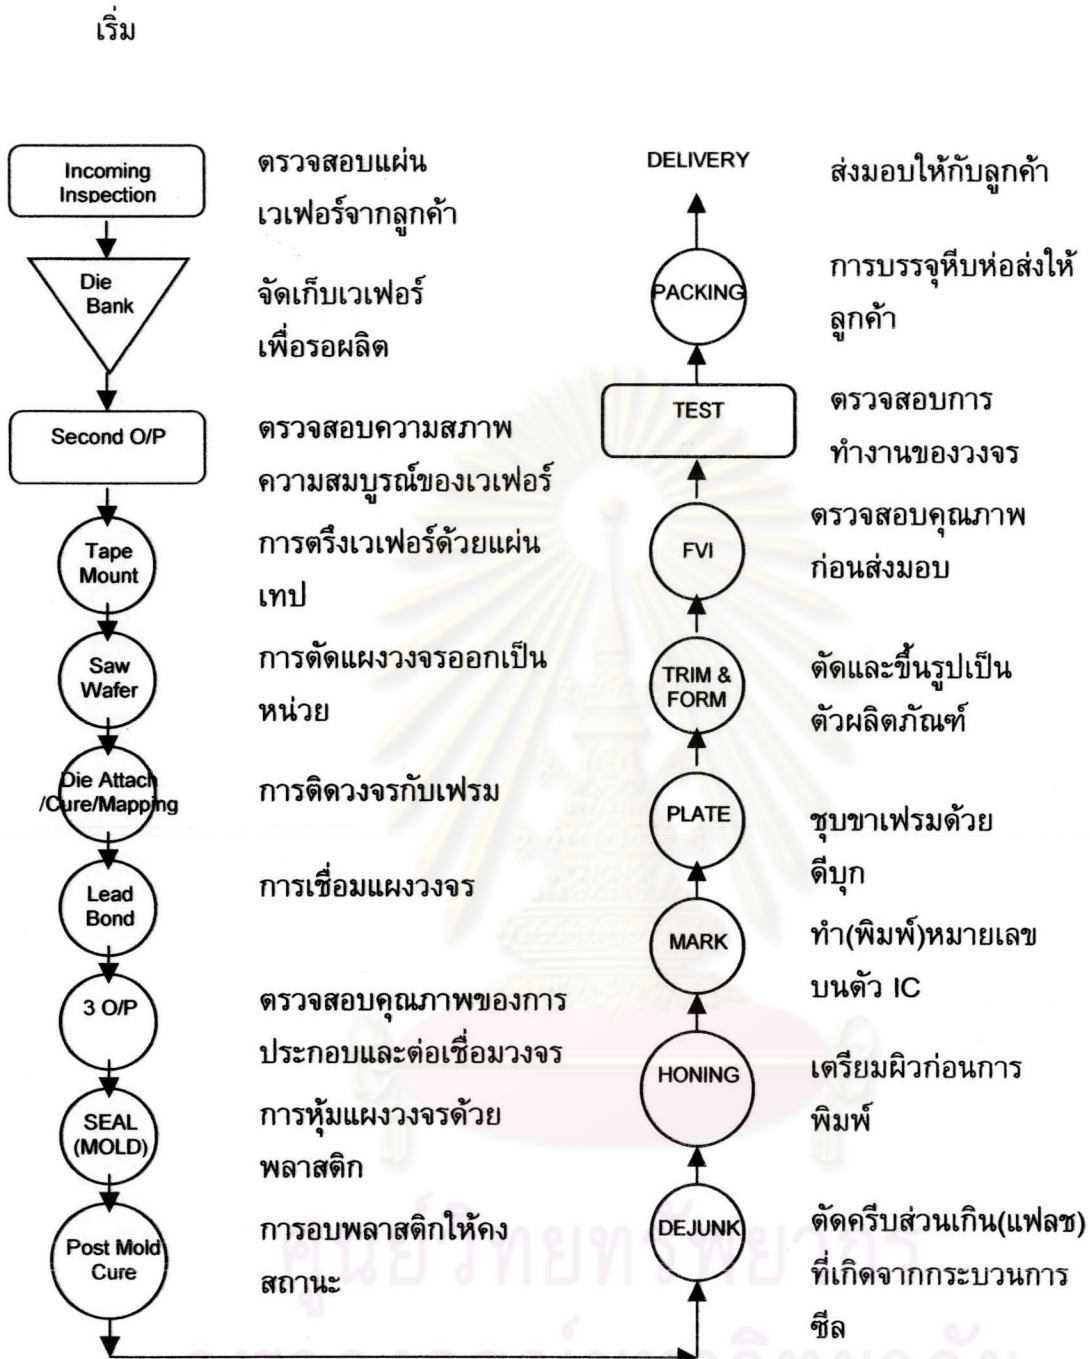 เริ่ม
Incoming
Inspection
ตรวจสอบแผ่น
เวเฟอร์จากลูกค้า
Die
Bank
จัดเก็บเวเฟอร์
เพื่อรอผลิต
Second O/P
ตรวจสอบความสภาพ
ความสมบูรณ์ของเวเฟอร์
Tape
Mount
การตรึงเวเฟอร์ด้วยแผ่น
เทป
Saw
Wafer
การตัดแผงวงจรออกเป็น
หน่วย
Die Attach
/Cure/Mapping
การติดวงจรกับเฟรม
Lead
Bond
การเชื่อมแผงวงจร
3 O/P
ตรวจสอบคุณภาพของการ
ประกอบและต่อเชื่อมวงจร
SEAL
(MOLD)
การหุ้มแผงวงจรด้วย
พลาสติก
Post Mold
Cure
การอบพลาสติกให้คง
สถานะ
DEJUNK
ตัดครีบส่วนเกิน(แฟลช)
ที่เกิดจากกระบวนการ
ซีล
HONING
เตรียมผิวก่อนการ
พิมพ์
MARK
ทำ(พิมพ์)หมายเลข
บนตัว IC
PLATE
ชุบขาเฟรมด้วย
ดีบุก
TRIM &
FORM
ตัดและขึ้นรูปเป็น
ตัวผลิตภัณฑ์
FVI
ตรวจสอบคุณภาพ
ก่อนส่งมอบ
TEST
ตรวจสอบการ
ทำงานของวงจร
PACKING
การบรรจุหีบห่อส่งให้
ลูกค้า
DELIVERY
ส่งมอบให้กับลูกค้า
ศูนย์วิทยทรัพยากร